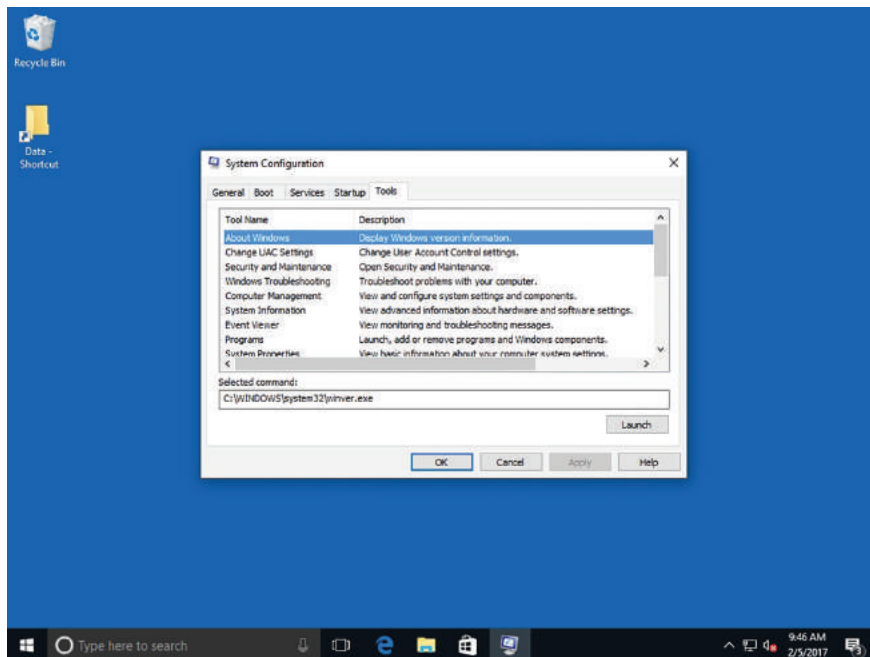 Recycle Bin
Data -
Shortcut
System Configuration
General Boot Services Startup Tools
Tool Name Description
About Windows Display Windows version information.
Change UAC Settings Change User Account Control settings.
Security and Maintenance Open Security and Maintenance.
Windows Troubleshooting Troubleshoot problems with your computer.
Computer Management View and configure system settings and components.
System Information View advanced information about hardware and software settings.
Event Viewer View monitoring and troubleshooting messages.
Programs Launch, add or remove programs and Windows components.
System Properties View basic information about your computer system settings.
Selected command:
C:\WINDOWS\system32\winver.exe
Launch
OK Cancel Apply Help
Type here to search
9:46 AM
2/5/2017
3